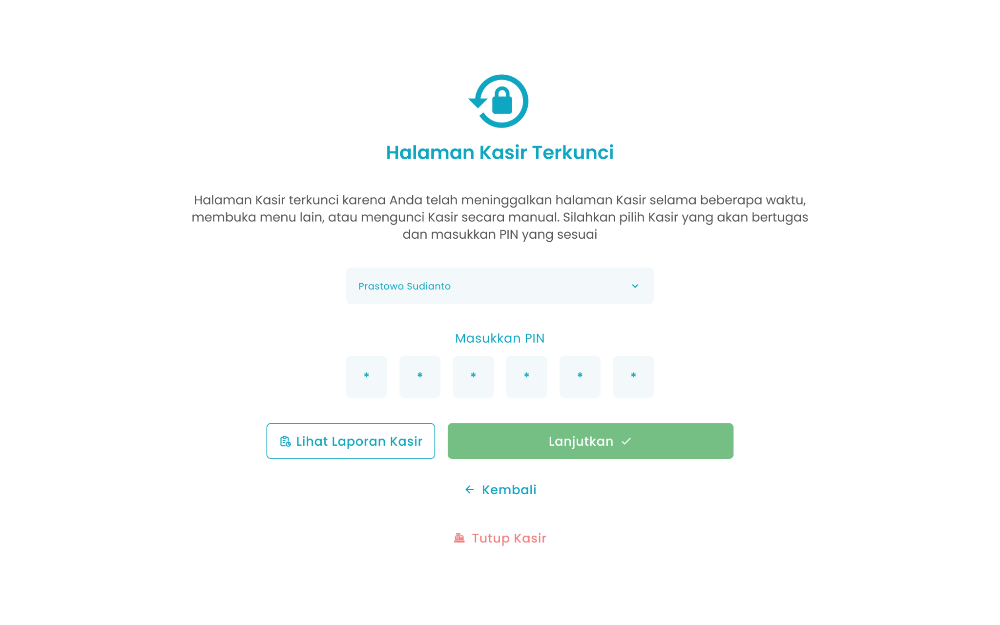 Halaman Kasir Terkunci
Halaman Kasir terkunci karena Anda telah meninggalkan halaman Kasir selama beberapa waktu,
membuka menu lain, atau mengunci Kasir secara manual. Silahkan pilih Kasir yang akan bertugas
dan masukkan PIN yang sesuai
Prastowo Sudianto
Masukkan PIN
* * * * * *
Lihat Laporan Kasir
Lanjutkan
Kembali
Tutup Kasir